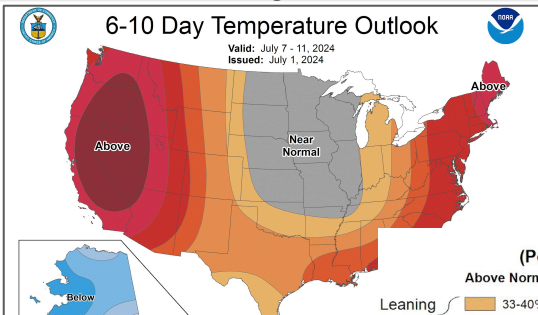 6-10 Day Temperature Outlook
Valid: July 7 - 11, 2024
Issued: July 1, 2024
NOAA
Above
Above
Near
Normal
Below
(P
Above Norm
Leaning
33-40%